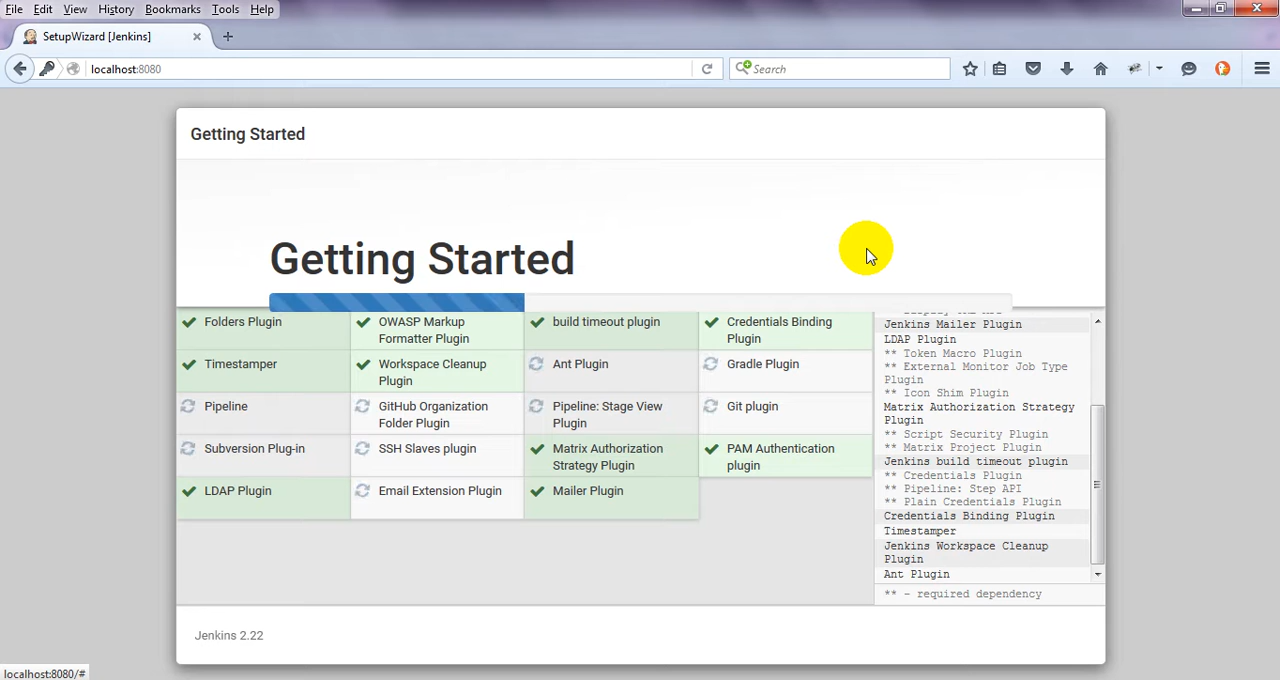 File Edit View History Bookmarks Tools Help
SetupWizard [Jenkins]
localhost:8080
Search
Getting Started
Getting Started
Folders Plugin
OWASP Markup
Formatter Plugin
build timeout plugin
Credentials Binding
Plugin
Timestamper
Workspace Cleanup
Plugin
Ant Plugin
Gradle Plugin
Pipeline
GitHub Organization
Folder Plugin
Pipeline: Stage View
Plugin
Git plugin
Subversion Plug-in
SSH Slaves plugin
Matrix Authorization
Strategy Plugin
PAM Authentication
plugin
LDAP Plugin
Email Extension Plugin
Mailer Plugin
Jenkins Mailer Plugin
LDAP Plugin
** Token Macro Plugin
** External Monitor Job Type
Plugin
** Icon Shim Plugin
Matrix Authorization Strategy
Plugin
** Script Security Plugin
** Matrix Project Plugin
Jenkins build timeout plugin
** Credentials Plugin
** Pipeline: Step API
** Plain Credentials Plugin
Credentials Binding Plugin
Timestamper
Jenkins Workspace Cleanup
Plugin
Ant Plugin
** - required dependency
Jenkins 2.22
localhost:8080/#